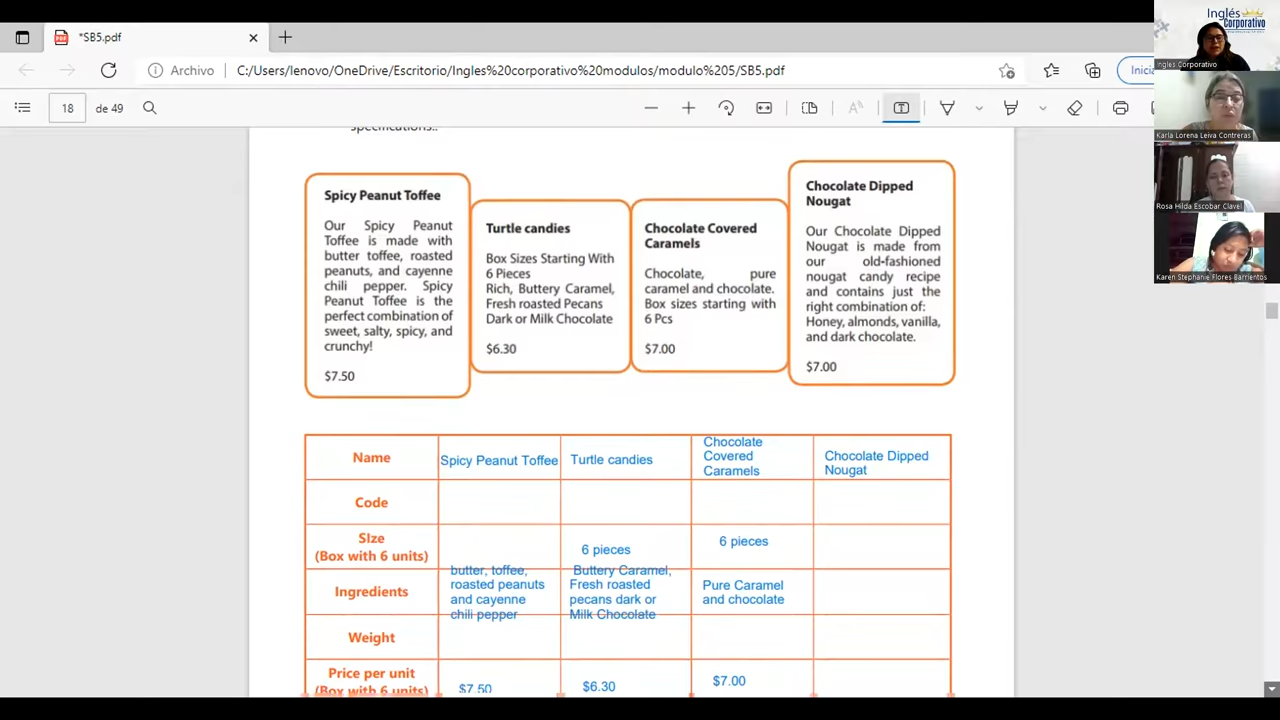 *SB5.pdf
Archivo
C:/Users/lenovo/OneDrive/Escritorio/Ingles%20corporativo%20modulos/modulo%205/SB5.pdf
Inicia
18
de 49
Inglés
Corporativo
Ingles Corporativo
Karla Lorena Leiva Contreras
Rosa Hilda Escobar Clavel
Karen Stephanie Flores Barrientos
specifications..
Spicy Peanut Toffee
Our Spicy Peanut
Toffee is made with
butter toffee, roasted
peanuts, and cayenne
chili pepper. Spicy
Peanut Toffee is the
perfect combination of
sweet, salty, spicy, and
crunchy!
$7.50
Turtle candies
Box Sizes Starting With
6 Pieces
Rich, Buttery Caramel,
Fresh roasted Pecans
Dark or Milk Chocolate
$6.30
Chocolate Covered
Caramels
Chocolate, pure
caramel and chocolate.
Box sizes starting with
6 Pcs
$7.00
Chocolate Dipped
Nougat
Our Chocolate Dipped
Nougat is made from
our old-fashioned
nougat candy recipe
and contains just the
right combination of:
Honey, almonds, vanilla,
and dark chocolate.
$7.00
Name
Spicy Peanut Toffee
Turtle candies
Chocolate
Covered
Caramels
Chocolate Dipped
Nougat
Code
SIze
(Box with 6 units)
6 pieces
6 pieces
Ingredients
butter, toffee,
roasted peanuts
and cayenne
chili pepper
Buttery Caramel,
Fresh roasted
pecans dark or
Milk Chocolate
Pure Caramel
and chocolate
Weight
Price per unit
(Box with 6 units)
$7.50
$6.30
$7.00